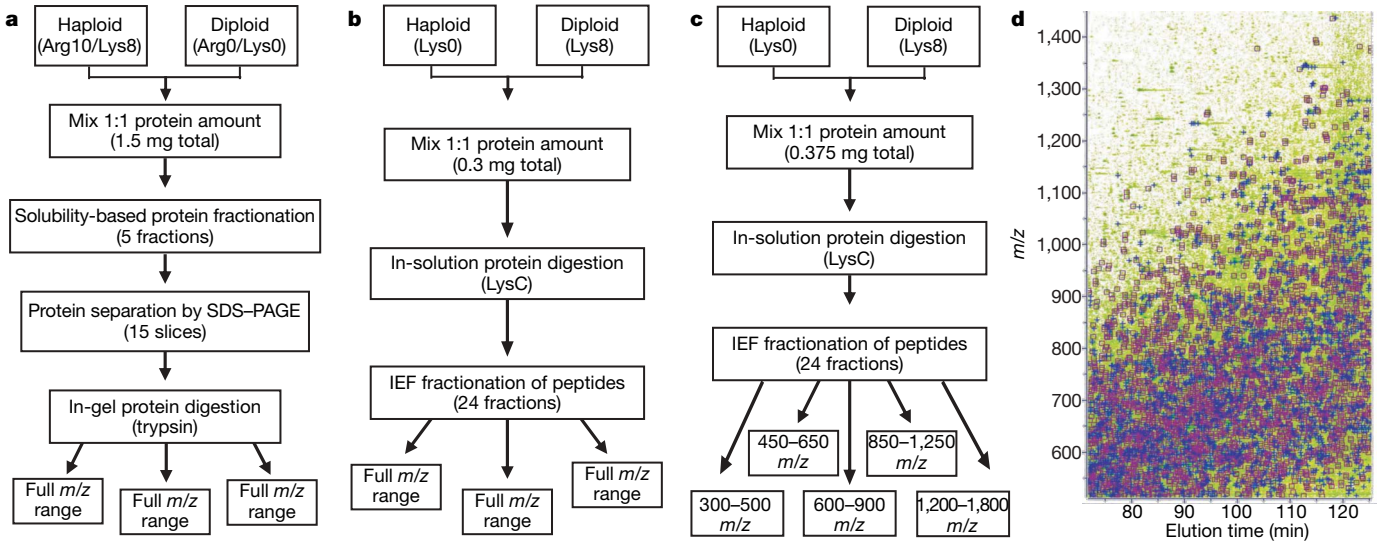 a
Haploid
(Arg10/Lys8)
Diploid
(Arg0/Lys0)
Mix 1:1 protein amount
(1.5 mg total)
Solubility-based protein fractionation
(5 fractions)
Protein separation by SDS–PAGE
(15 slices)
In-gel protein digestion
(trypsin)
Full m/z
range
Full m/z
range
Full m/z
range
b
Haploid
(Lys0)
Diploid
(Lys8)
Mix 1:1 protein amount
(0.3 mg total)
In-solution protein digestion
(LysC)
IEF fractionation of peptides
(24 fractions)
Full m/z
range
Full m/z
range
Full m/z
range
c
Haploid
(Lys0)
Diploid
(Lys8)
Mix 1:1 protein amount
(0.375 mg total)
In-solution protein digestion
(LysC)
IEF fractionation of peptides
(24 fractions)
450–650
m/z
850–1,250
m/z
300–500
m/z
600–900
m/z
1,200–1,800
m/z
d
1,400
1,300
1,200
1,100
1,000
900
800
700
600
m/z
80 90 100 110 120
Elution time (min)